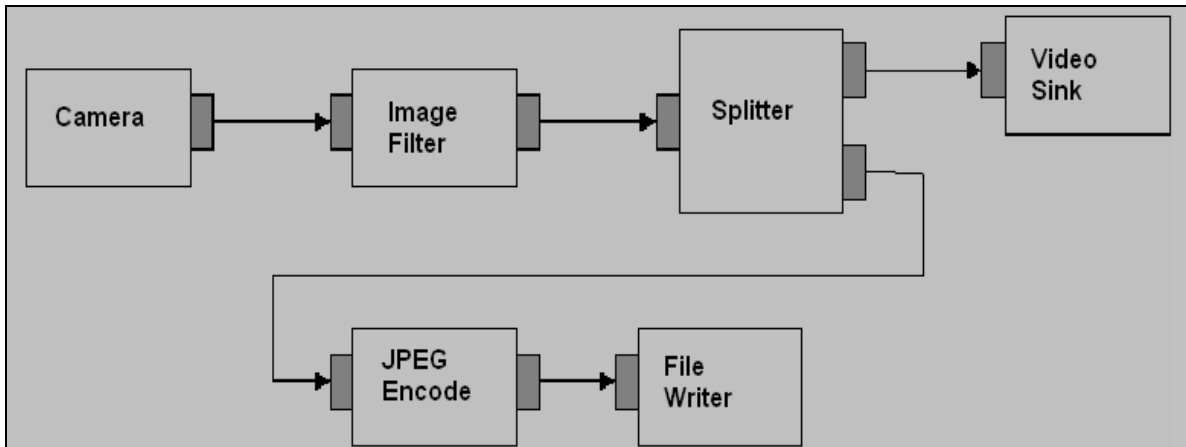 Camera
Image
Filter
Splitter
Video
Sink
JPEG
Encode
File
Writer